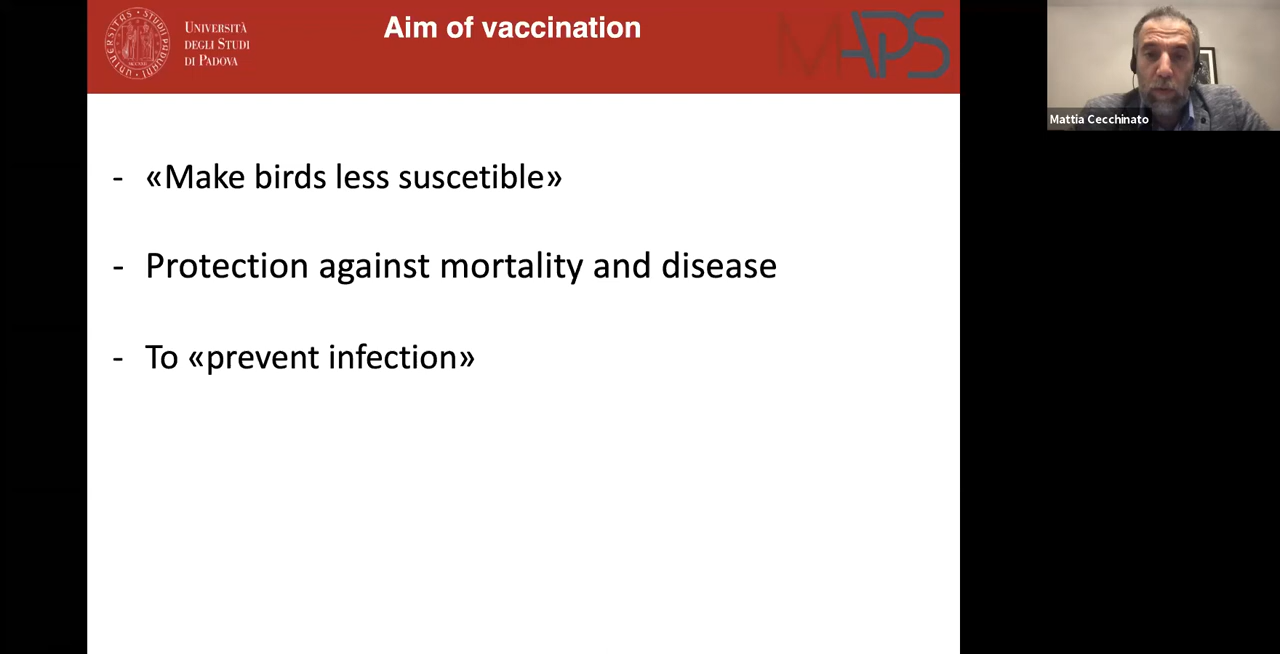 UNIVERSITÀ
DEGLI STUDI
DI PADOVA
Aim of vaccination
MAPS
- «Make birds less suscetible»
- Protection against mortality and disease
- To «prevent infection»
Mattia Cecchinato